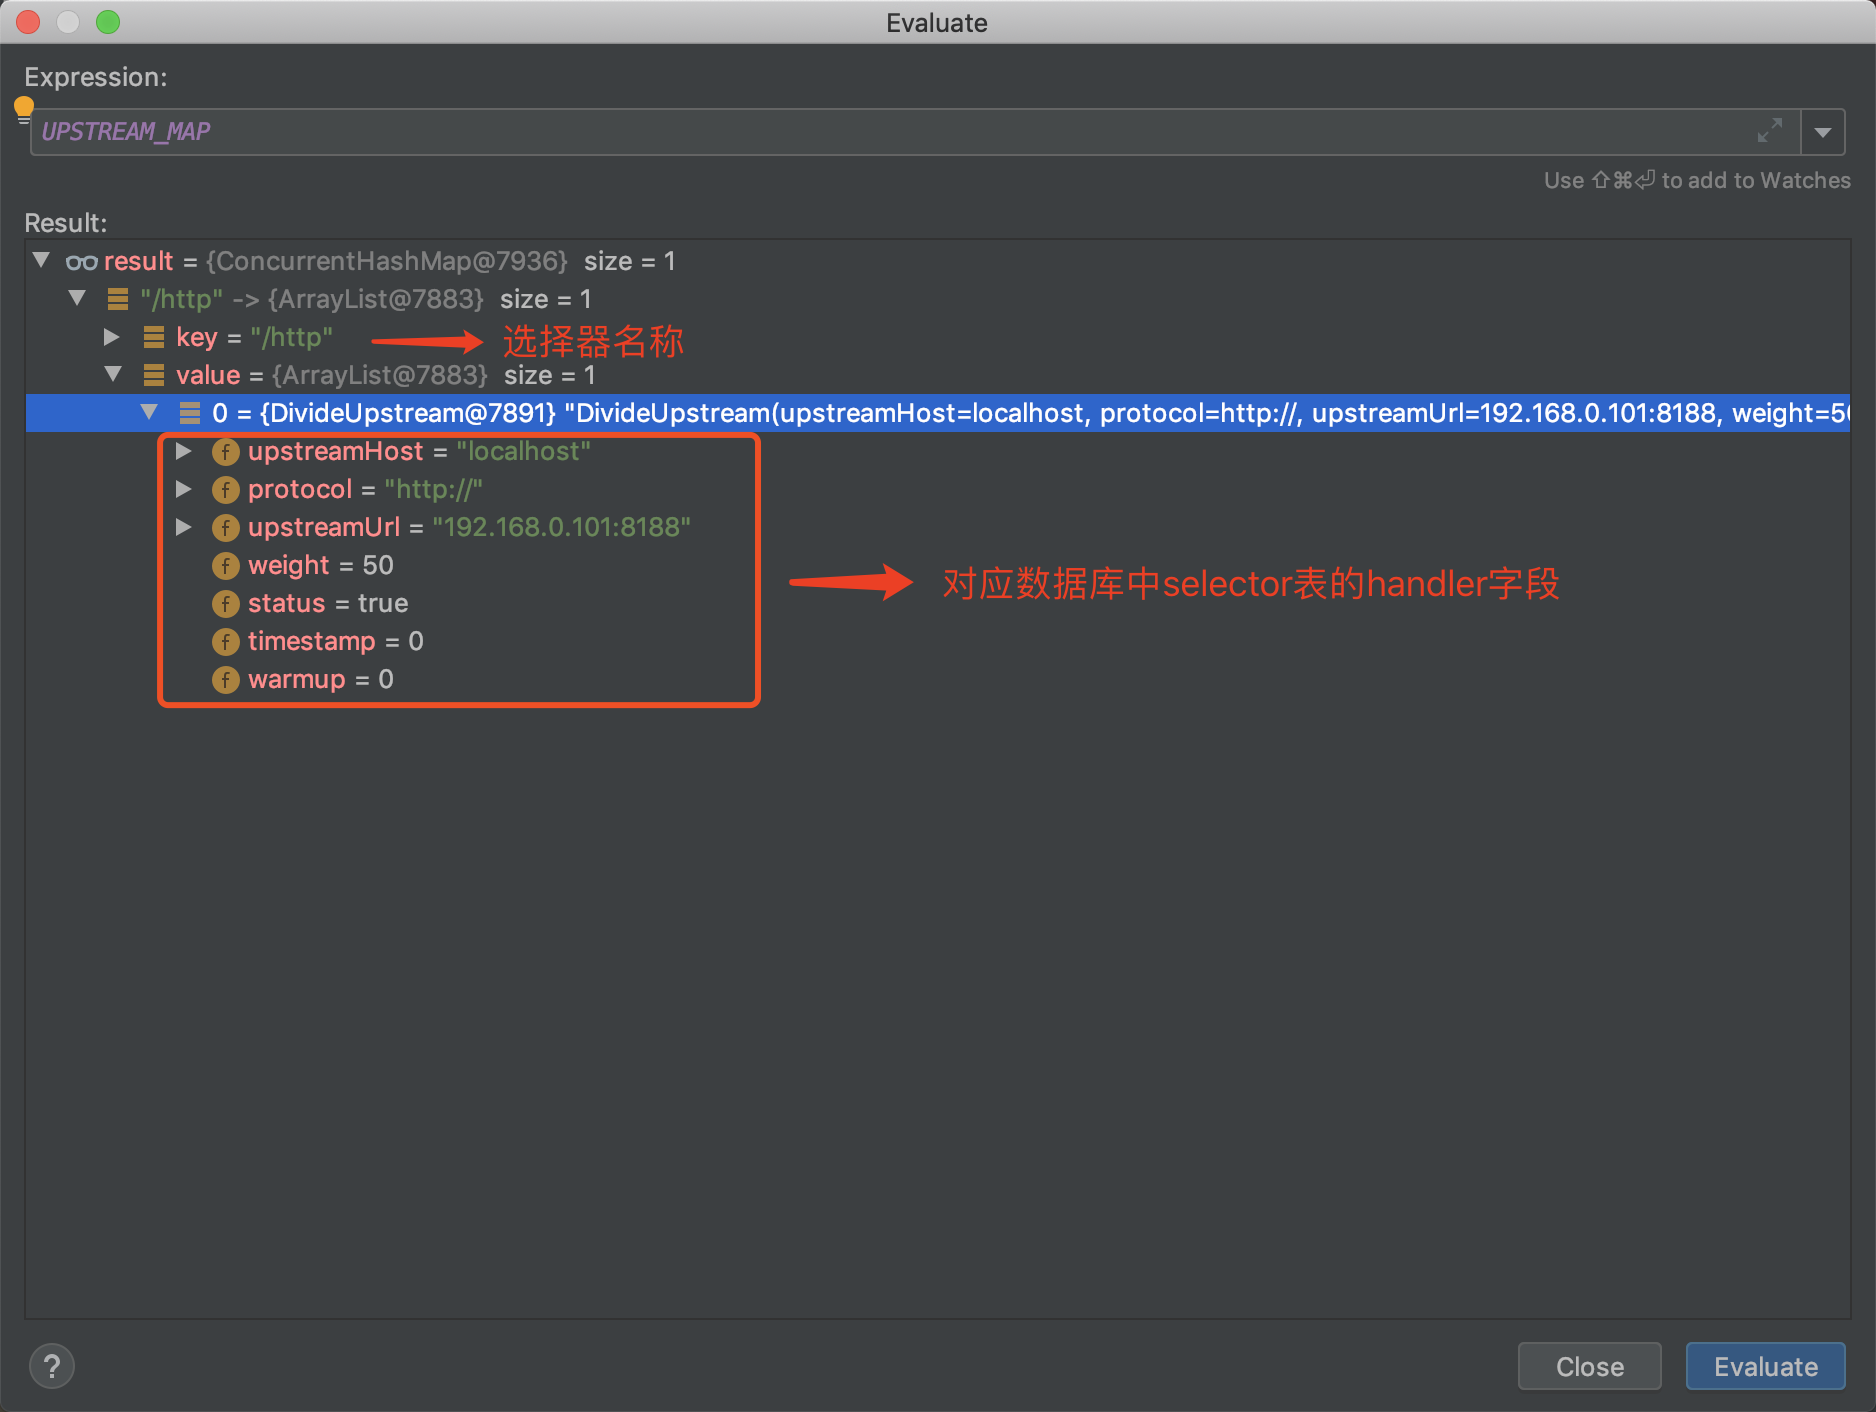 Evaluate
Expression:
UPSTREAM_MAP
Use ⇧⌘⏎ to add to Watches
Result:
result = {ConcurrentHashMap@7936} size = 1
"/http" -> {ArrayList@7883} size = 1
key = "/http" 选择器名称
value = {ArrayList@7883} size = 1
0 = {DivideUpstream@7891} "DivideUpstream(upstreamHost=localhost, protocol=http://, upstreamUrl=192.168.0.101:8188, weight=50
f upstreamHost = "localhost"
f protocol = "http://"
f upstreamUrl = "192.168.0.101:8188"
f weight = 50
对应数据库中selector表的handler字段
f status = true
f timestamp = 0
f warmup = 0
?
Close
Evaluate